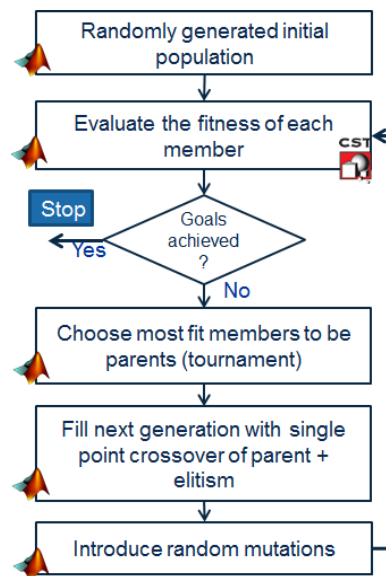 Randomly generated initial
population
Evaluate the fitness of each
member
CST
Stop
Goals
achieved
?
Yes
No
Choose most fit members to be
parents (tournament)
Fill next generation with single
point crossover of parent +
elitism
Introduce random mutations